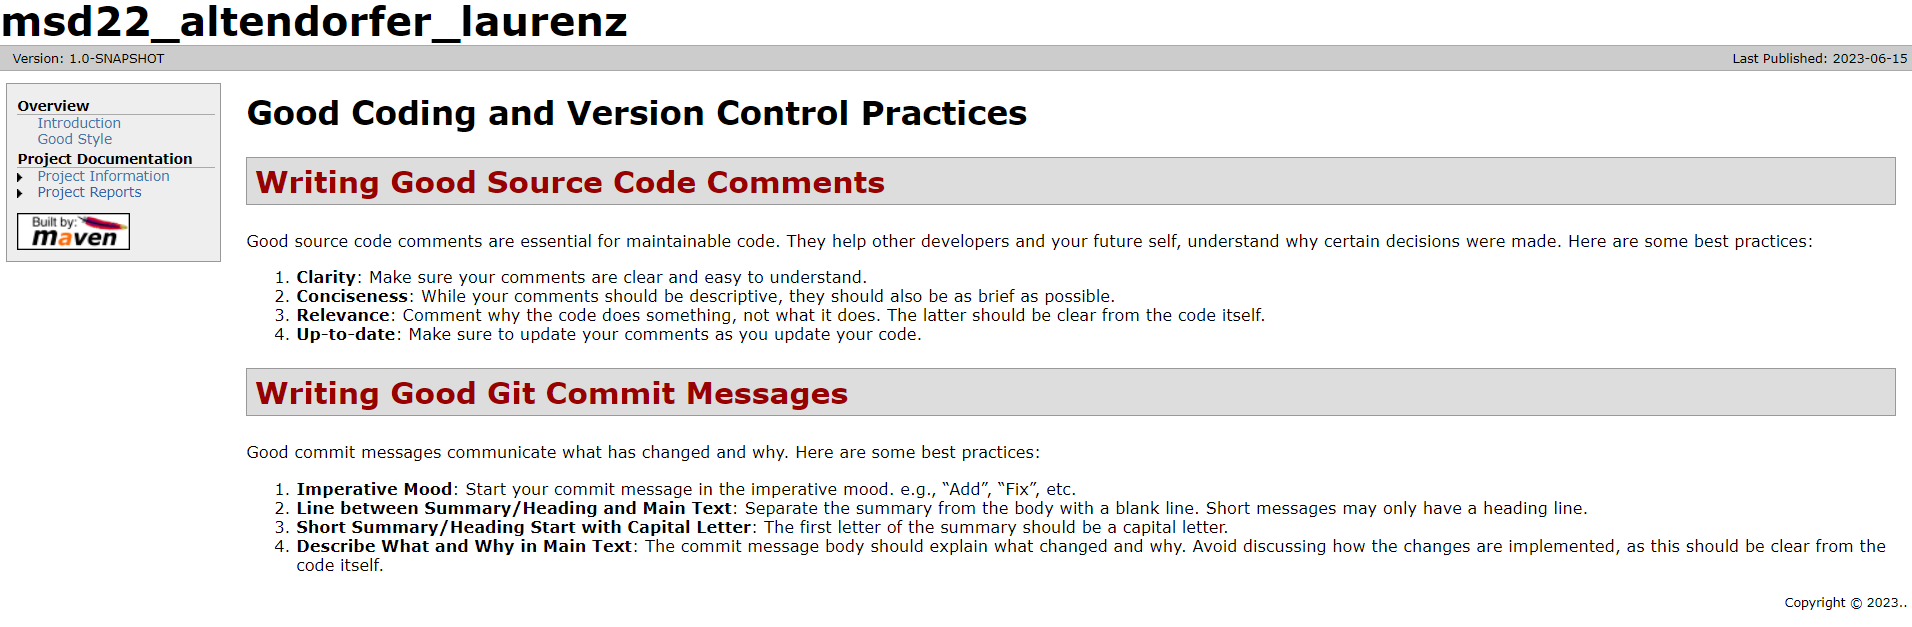 msd22_altendorfer_laurenz
Version: 1.0-SNAPSHOT
Last Published: 2023-06-15
Overview
Introduction
Good Style
Project Documentation
Project Information
Project Reports
Built by:
maven
Good Coding and Version Control Practices
Writing Good Source Code Comments
Good source code comments are essential for maintainable code. They help other developers and your future self, understand why certain decisions were made. Here are some best practices:
1. Clarity: Make sure your comments are clear and easy to understand.
2. Conciseness: While your comments should be descriptive, they should also be as brief as possible.
3. Relevance: Comment why the code does something, not what it does. The latter should be clear from the code itself.
4. Up-to-date: Make sure to update your comments as you update your code.
Writing Good Git Commit Messages
Good commit messages communicate what has changed and why. Here are some best practices:
1. Imperative Mood: Start your commit message in the imperative mood. e.g., “Add”, “Fix”, etc.
2. Line between Summary/Heading and Main Text: Separate the summary from the body with a blank line. Short messages may only have a heading line.
3. Short Summary/Heading Start with Capital Letter: The first letter of the summary should be a capital letter.
4. Describe What and Why in Main Text: The commit message body should explain what changed and why. Avoid discussing how the changes are implemented, as this should be clear from the
code itself.
Copyright © 2023..